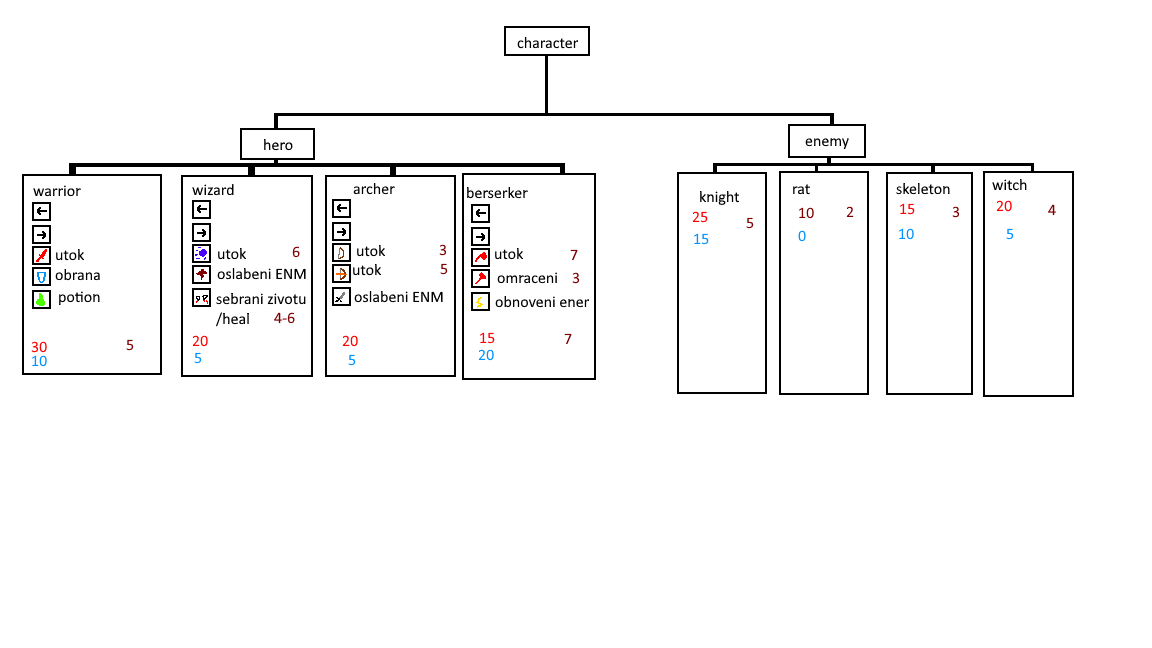 character
hero
enemy
warrior
utok
obrana
potion
30
5
10
wizard
utok 6
oslabeni ENM
sebrani zivotu
/heal 4-6
20
5
archer
utok 3
utok 5
oslabeni ENM
20
5
berserker
utok 7
omraceni 3
obnoveni ener
15 7
20
knight
25 5
15
rat
10 2
0
skeleton
15 3
10
witch
20 4
5